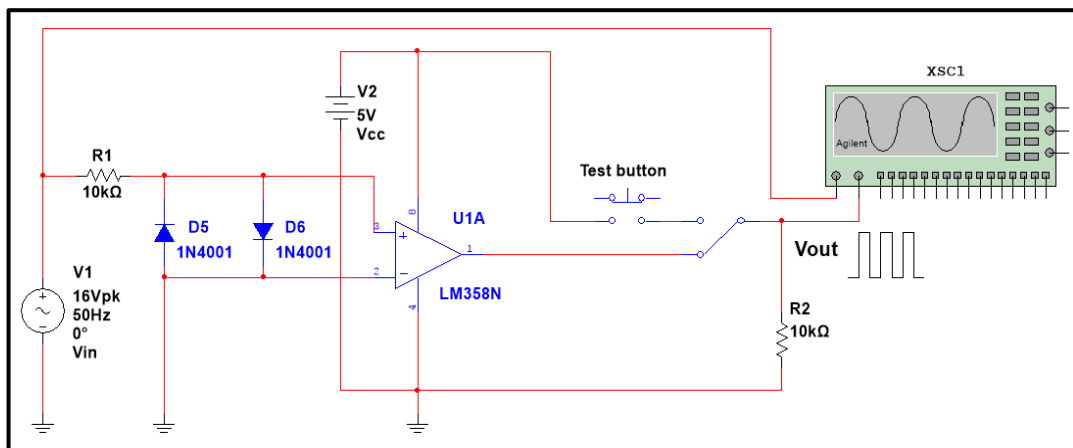 XSC1
V2
5V
Vcc
Agilent
R1
10kΩ
Test button
8
U1A
D5
1N4001
D6
1N4001
3
+
1
2
−
LM358N
Vout
V1
16Vpk
50Hz
0°
Vin
+
−
4
R2
10kΩ